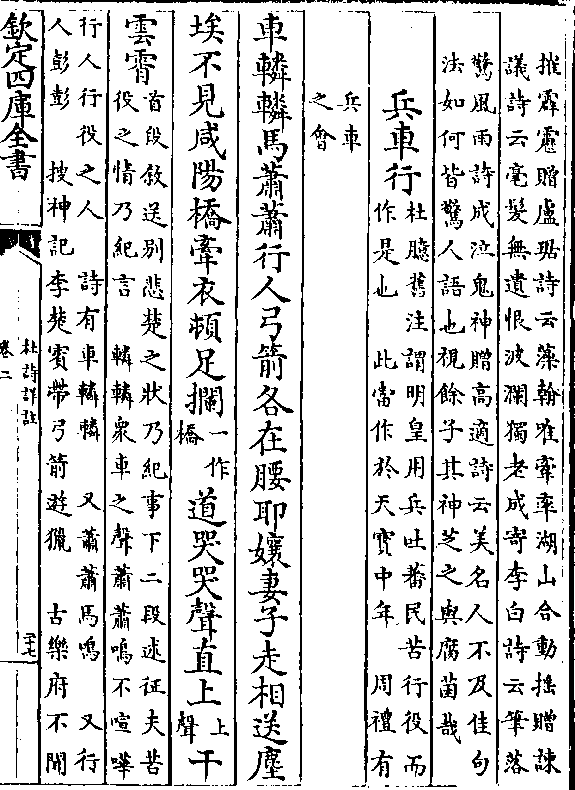 摧霹靂贈盧琚詩云藻翰唯牽率湖山合動揺贈諫
議詩云毫髮無遺恨波瀾獨老成寄李白詩云筆落
驚風雨詩成泣鬼神贈高適詩云美名人不及佳句
法如何皆驚人語也視餘子其神芝之與腐菌哉
兵車行
杜臆舊注謂明皇用兵吐蕃民苦行役而
作是也　此當作於天寶中年　周禮有
兵車
之會
車轔轔馬蕭蕭行人弓箭各在腰耶孃妻子走相送塵
埃不見咸陽橋牽衣頓足攔
一作
橋
道哭哭聲直上
上
聲
干
雲霄
首段敘送别悲楚之狀乃紀事下二段述征夫苦
役之情乃紀言　轔轔衆車之聲蕭蕭鳴不喧嘩
行人行役之人　詩有車轔轔　又蕭蕭馬鳴　又行
人彭彭　搜神記李楚賓帶弓箭遊獵　古樂府不聞
欽定四庫全書
杜詩詳註
卷二
二十七